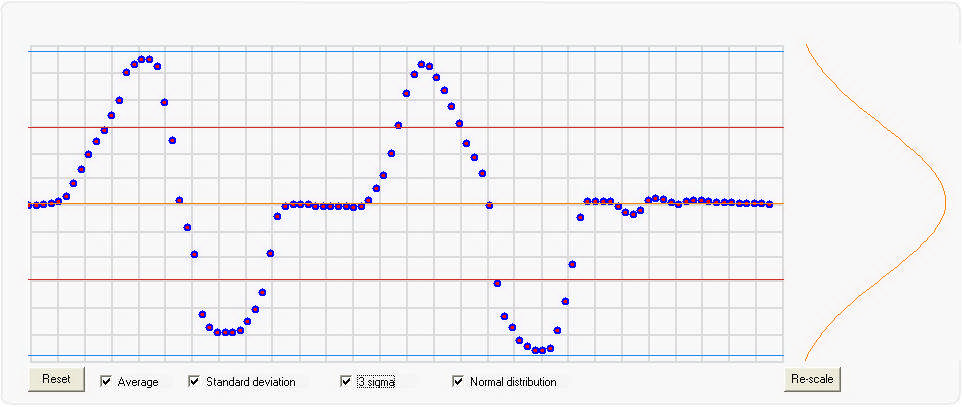 Reset
Average
Standard deviation
3 sigma
Normal distribution
Re-scale